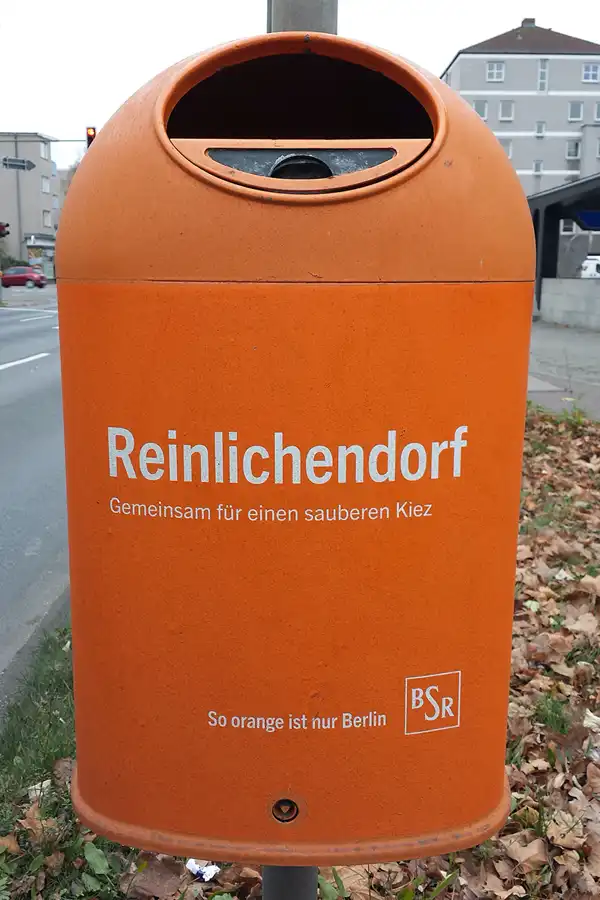 Reinlichendorf
Gemeinsam für einen sauberen Kiez
So orange ist nur Berlin
BSR